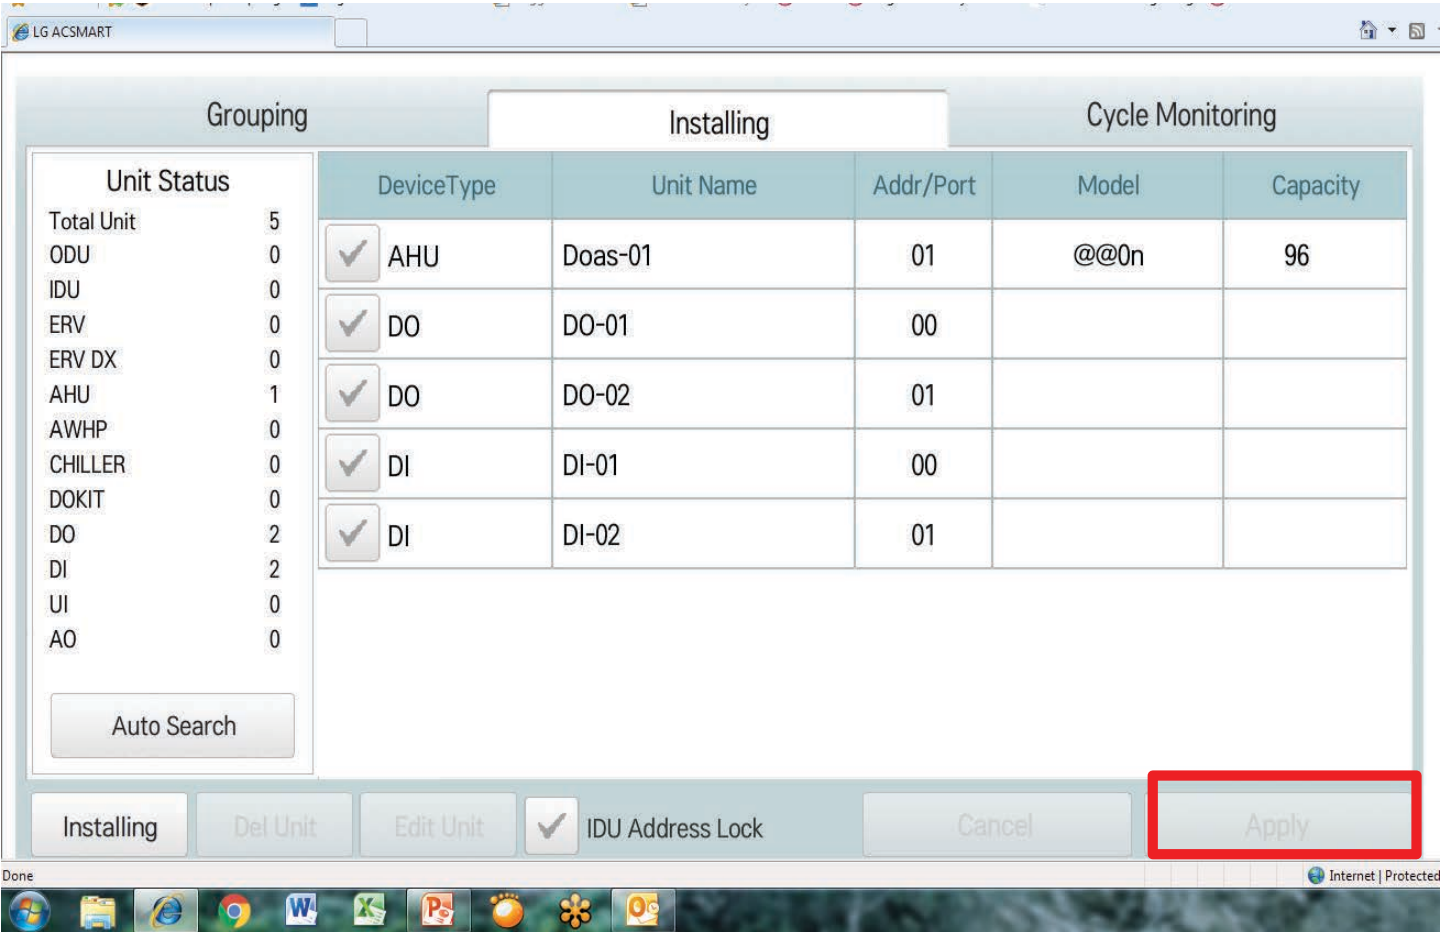 LG ACSMART
Grouping
Installing
Cycle Monitoring
Unit Status
Total Unit 5
ODU 0
IDU 0
ERV 0
ERV DX 0
AHU 1
AWHP 0
CHILLER 0
DOKIT 0
DO 2
DI 2
UI 0
AO 0
Auto Search
DeviceType Unit Name Addr/Port Model Capacity
AHU Doas-01 01 @@0n 96
DO DO-01 00
DO DO-02 01
DI DI-01 00
DI DI-02 01
Installing Del Unit Edit Unit IDU Address Lock Cancel Apply
Done
Internet | Protected